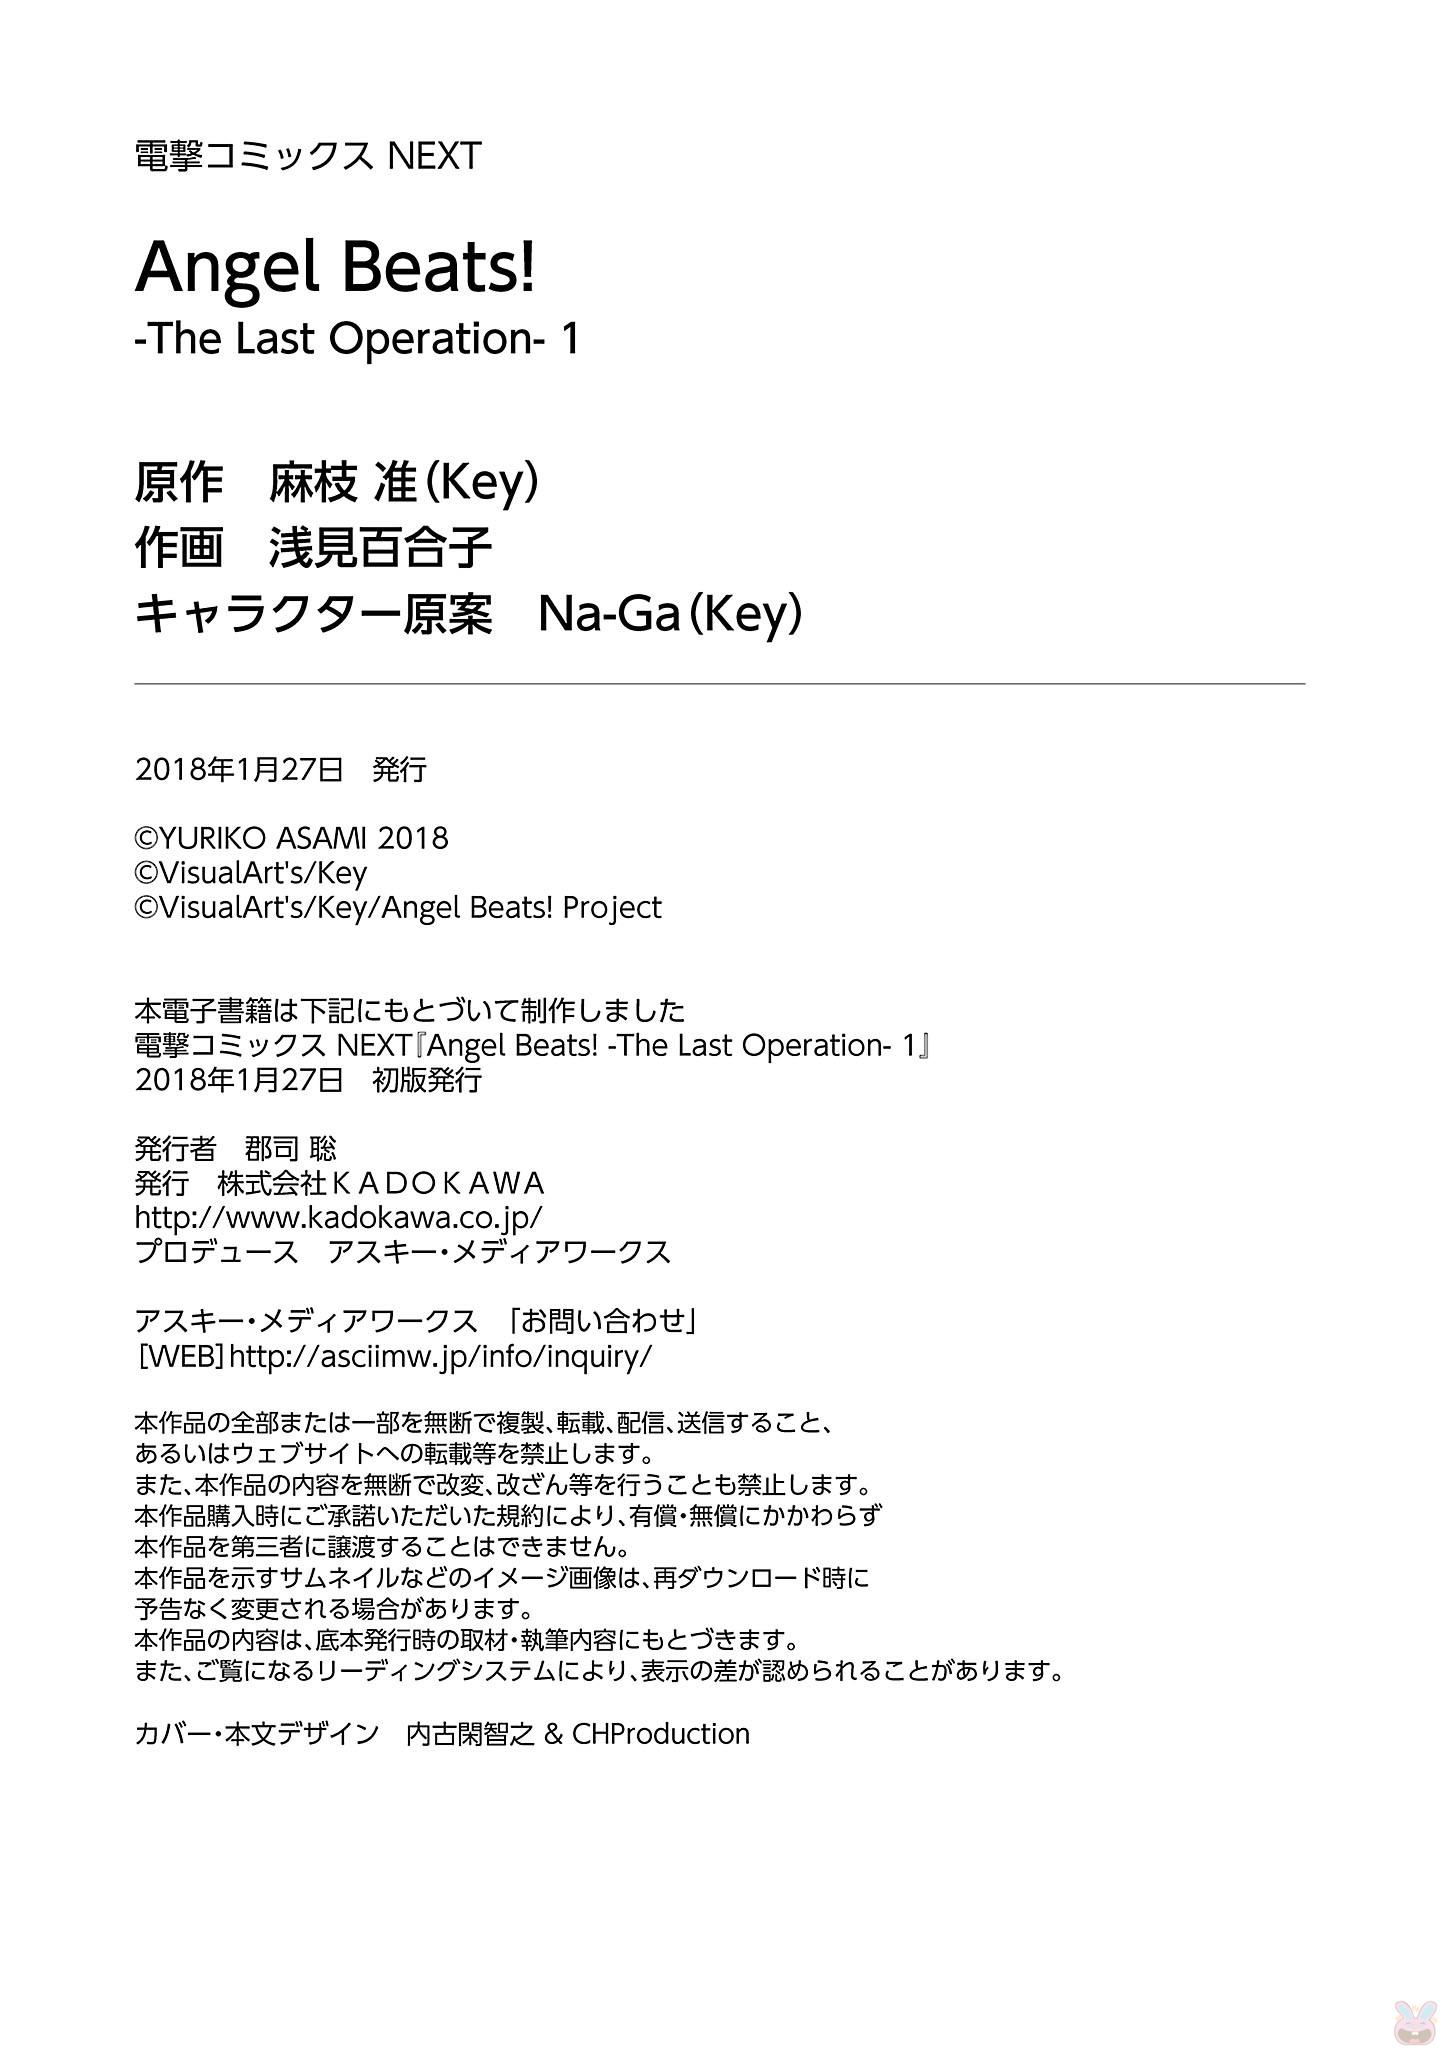 電撃コミックス NEXT
Angel Beats!
-The Last Operation- 1
原作　麻枝 准(Key)
作画　浅見百合子
キャラクター原案　Na-Ga(Key)
2018年1月27日　発行
©YURIKO ASAMI 2018
©VisualArt's/Key
©VisualArt's/Key/Angel Beats! Project
本電子書籍は下記にもとづいて制作しました
電撃コミックス NEXT『Angel Beats! -The Last Operation- 1』
2018年1月27日　初版発行
発行者　郡司 聡
発行　株式会社ＫＡＤＯＫＡＷＡ
http://www.kadokawa.co.jp/
プロデュース　アスキー・メディアワークス
アスキー・メディアワークス　「お問い合わせ」
[WEB]http://asciimw.jp/info/inquiry/
本作品の全部または一部を無断で複製、転載、配信、送信すること、
あるいはウェブサイトへの転載等を禁止します。
また、本作品の内容を無断で改変、改ざん等を行うことも禁止します。
本作品購入時にご承諾いただいた規約により、有償・無償にかかわらず
本作品を第三者に譲渡することはできません。
本作品を示すサムネイルなどのイメージ画像は、再ダウンロード時に
予告なく変更される場合があります。
本作品の内容は、底本発行時の取材・執筆内容にもとづきます。
また、ご覧になるリーディングシステムにより、表示の差が認められることがあります。
カバー・本文デザイン　内古閑智之 & CHProduction